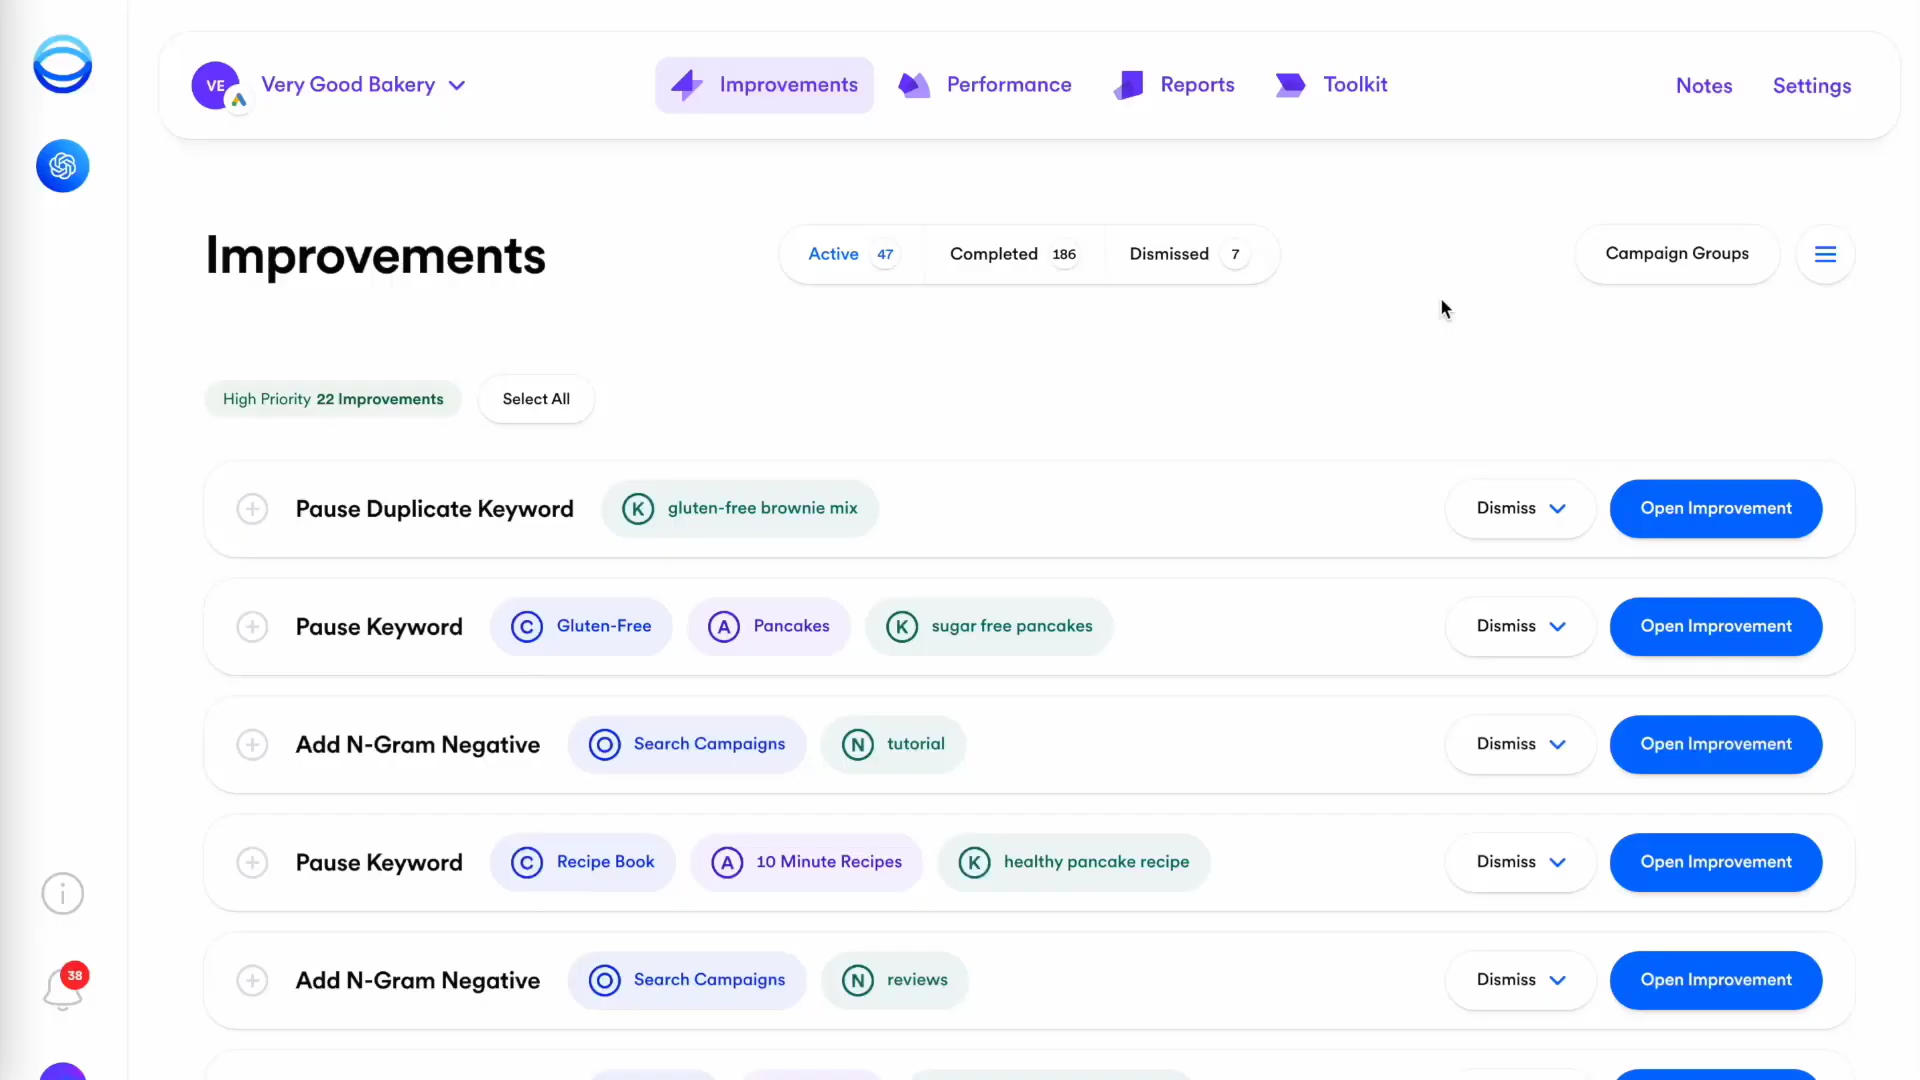 VE
Very Good Bakery
Improvements
Performance
Reports
Toolkit
Notes
Settings
Improvements
Active 47
Completed 186
Dismissed 7
Campaign Groups
High Priority 22 Improvements
Select All
Pause Duplicate Keyword
K gluten-free brownie mix
Dismiss
Open Improvement
Pause Keyword
C Gluten-Free
A Pancakes
K sugar free pancakes
Dismiss
Open Improvement
Add N-Gram Negative
O Search Campaigns
N tutorial
Dismiss
Open Improvement
Pause Keyword
C Recipe Book
A 10 Minute Recipes
K healthy pancake recipe
Dismiss
Open Improvement
38
Add N-Gram Negative
O Search Campaigns
N reviews
Dismiss
Open Improvement